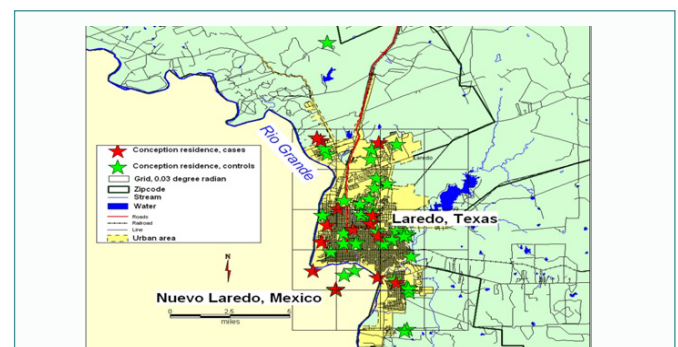 Rio Grande
Conception residence, cases
Conception residence, controls
Grid, 0.03 degree radian
Zipcode
Stream
Water
Roads
Railroad
Line
Urban area
Laredo
Laredo, Texas
N
Nuevo Laredo, Mexico
0 2.5 5
miles